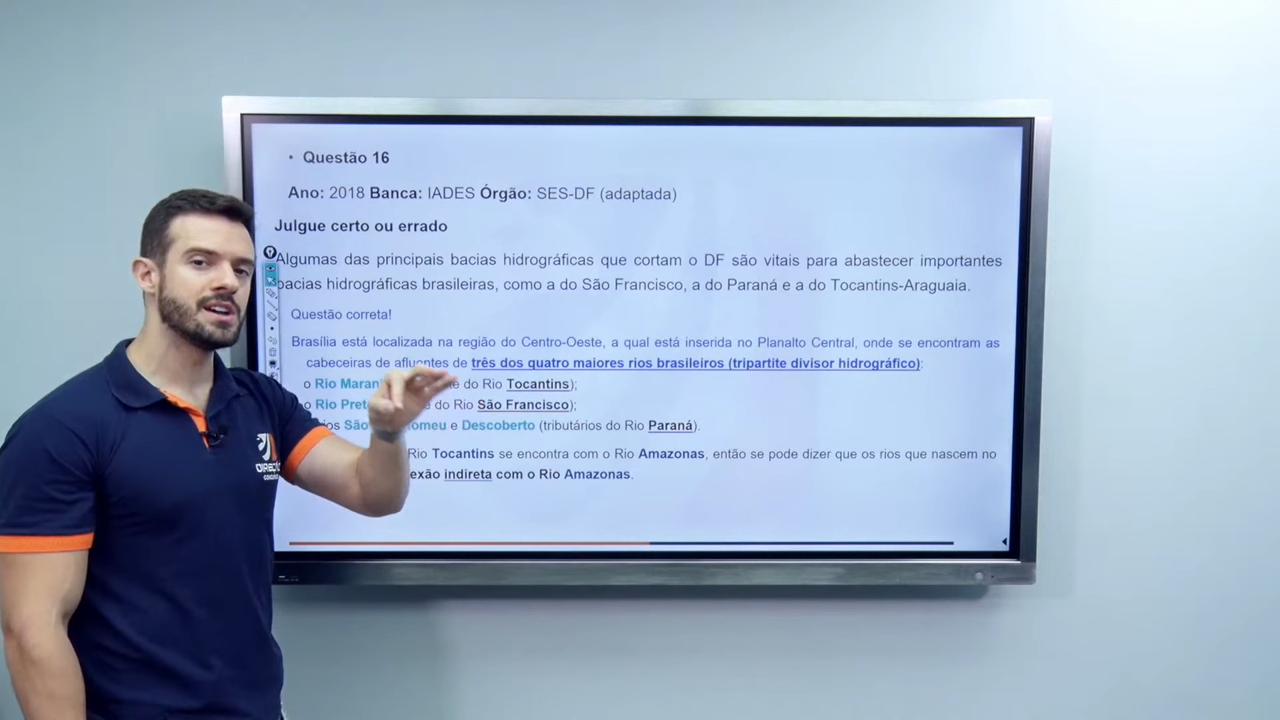 • Questão 16
Ano: 2018 Banca: IADES Órgão: SES-DF (adaptada)
Julgue certo ou errado
Algumas das principais bacias hidrográficas que cortam o DF são vitais para abastecer importantes
bacias hidrográficas brasileiras, como a do São Francisco, a do Paraná e a do Tocantins-Araguaia.
Questão correta!
Brasília está localizada na região do Centro-Oeste, a qual está inserida no Planalto Central, onde se encontram as
cabeceiras de afluentes de três dos quatro maiores rios brasileiros (tripartite divisor hidrográfico):
o Rio do Rio Tocantins);
o Rio Preto do Rio São Francisco);
São e Descoberto (tributários do Rio Paraná).
Rio Tocantins se encontra com o Rio Amazonas, então se pode dizer que os rios que nascem no
indireta com o Rio Amazonas.